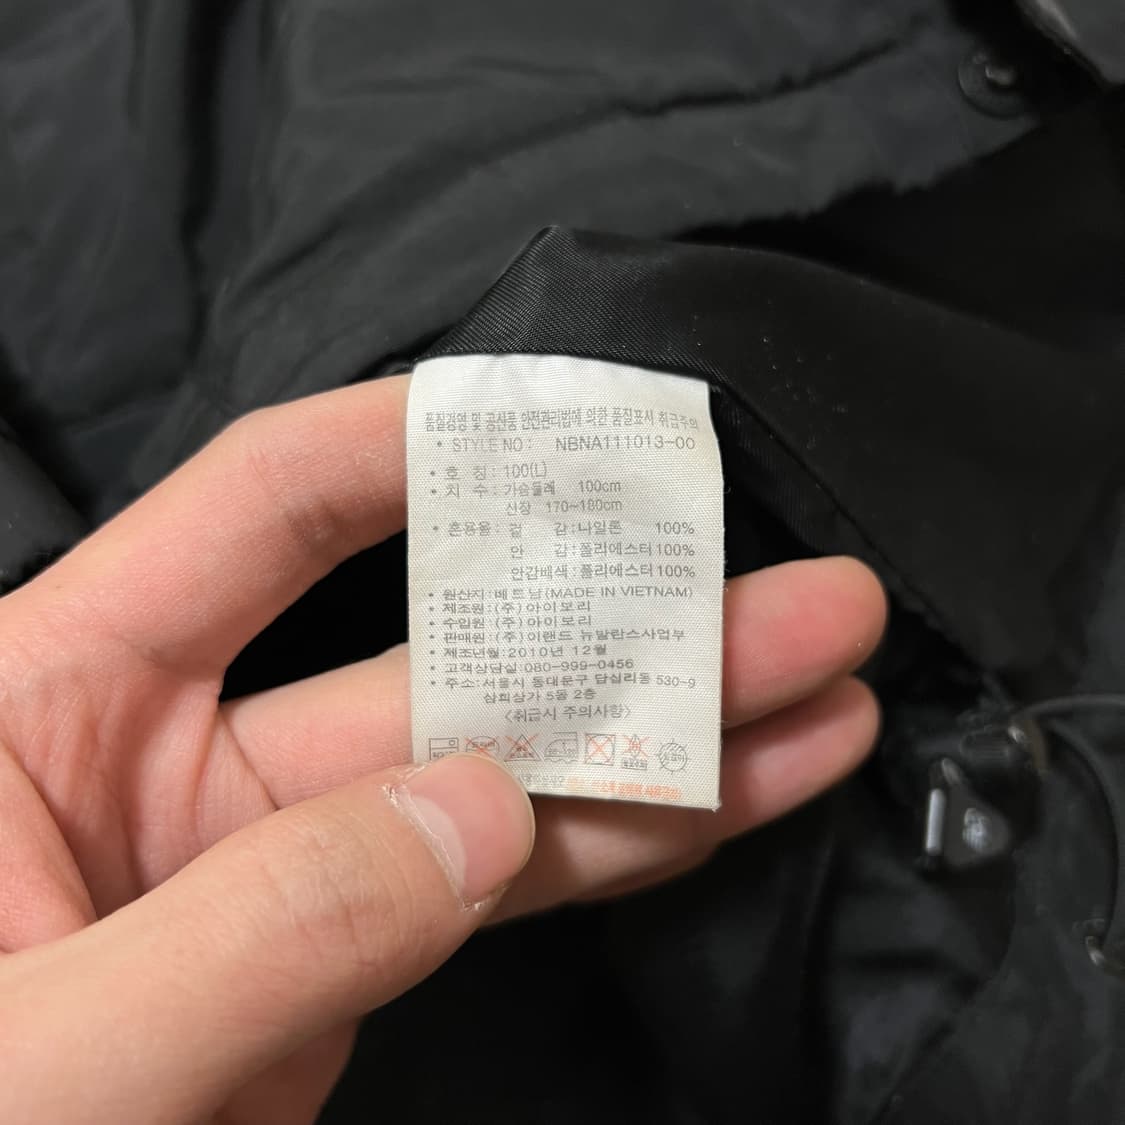 품질경영 및 공산품 안전관리법에 의한 품질표시 취급주의
• STYLE NO : NBNA111013-00
• 호 칭 : 100(L)
• 치 수 : 가슴둘레 100cm
신장 170~180cm
• 혼용율 : 겉 감 : 나일론 100%
안 감 : 폴리에스터 100%
안감배색 : 폴리에스터 100%
• 원산지 : 베트남(MADE IN VIETNAM)
• 제조원 : (주)아이보리
• 수입원 : (주)아이보리
• 판매원 : (주)이랜드 뉴발란스사업부
• 제조년월 : 2010년 12월
• 고객상담실 : 080-999-0456
• 주소 : 서울시 동대문구 답십리동 530-9
삼희상가 5동 2층
〈취급시 주의사항〉